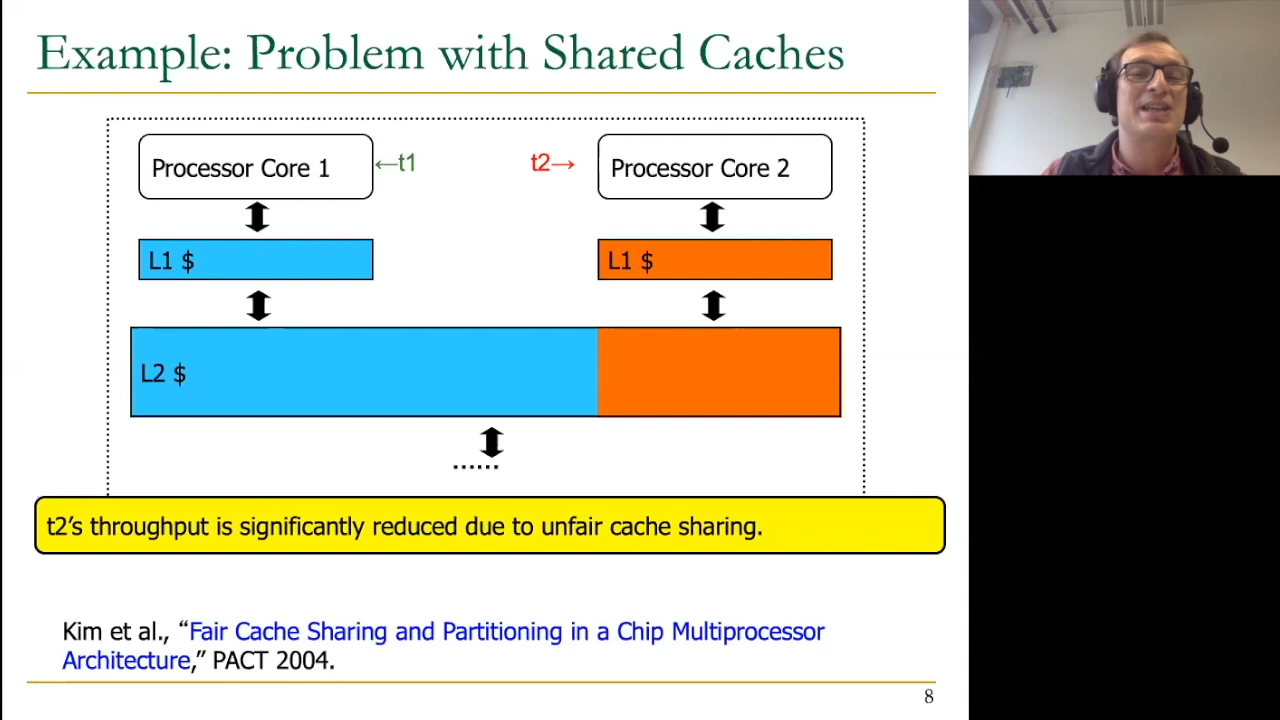 Example: Problem with Shared Caches
Processor Core 1
←t1
t2→
Processor Core 2
L1 $
L1 $
L2 $
......
t2’s throughput is significantly reduced due to unfair cache sharing.
Kim et al., “Fair Cache Sharing and Partitioning in a Chip Multiprocessor
Architecture,” PACT 2004.
8